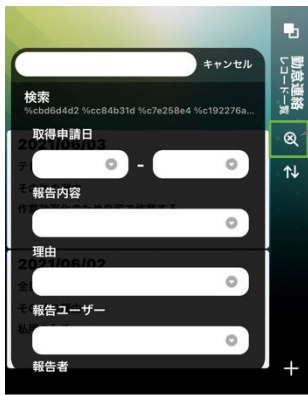 キャンセル
検索
%cbd6d4d2 %cc84b31d %c7e258e4 %c192276a...
取得申請日
2021/06/03
-
報告内容
理由
2021/06/02
報告ユーザー
報告者
勤怠連絡
レコード一覧